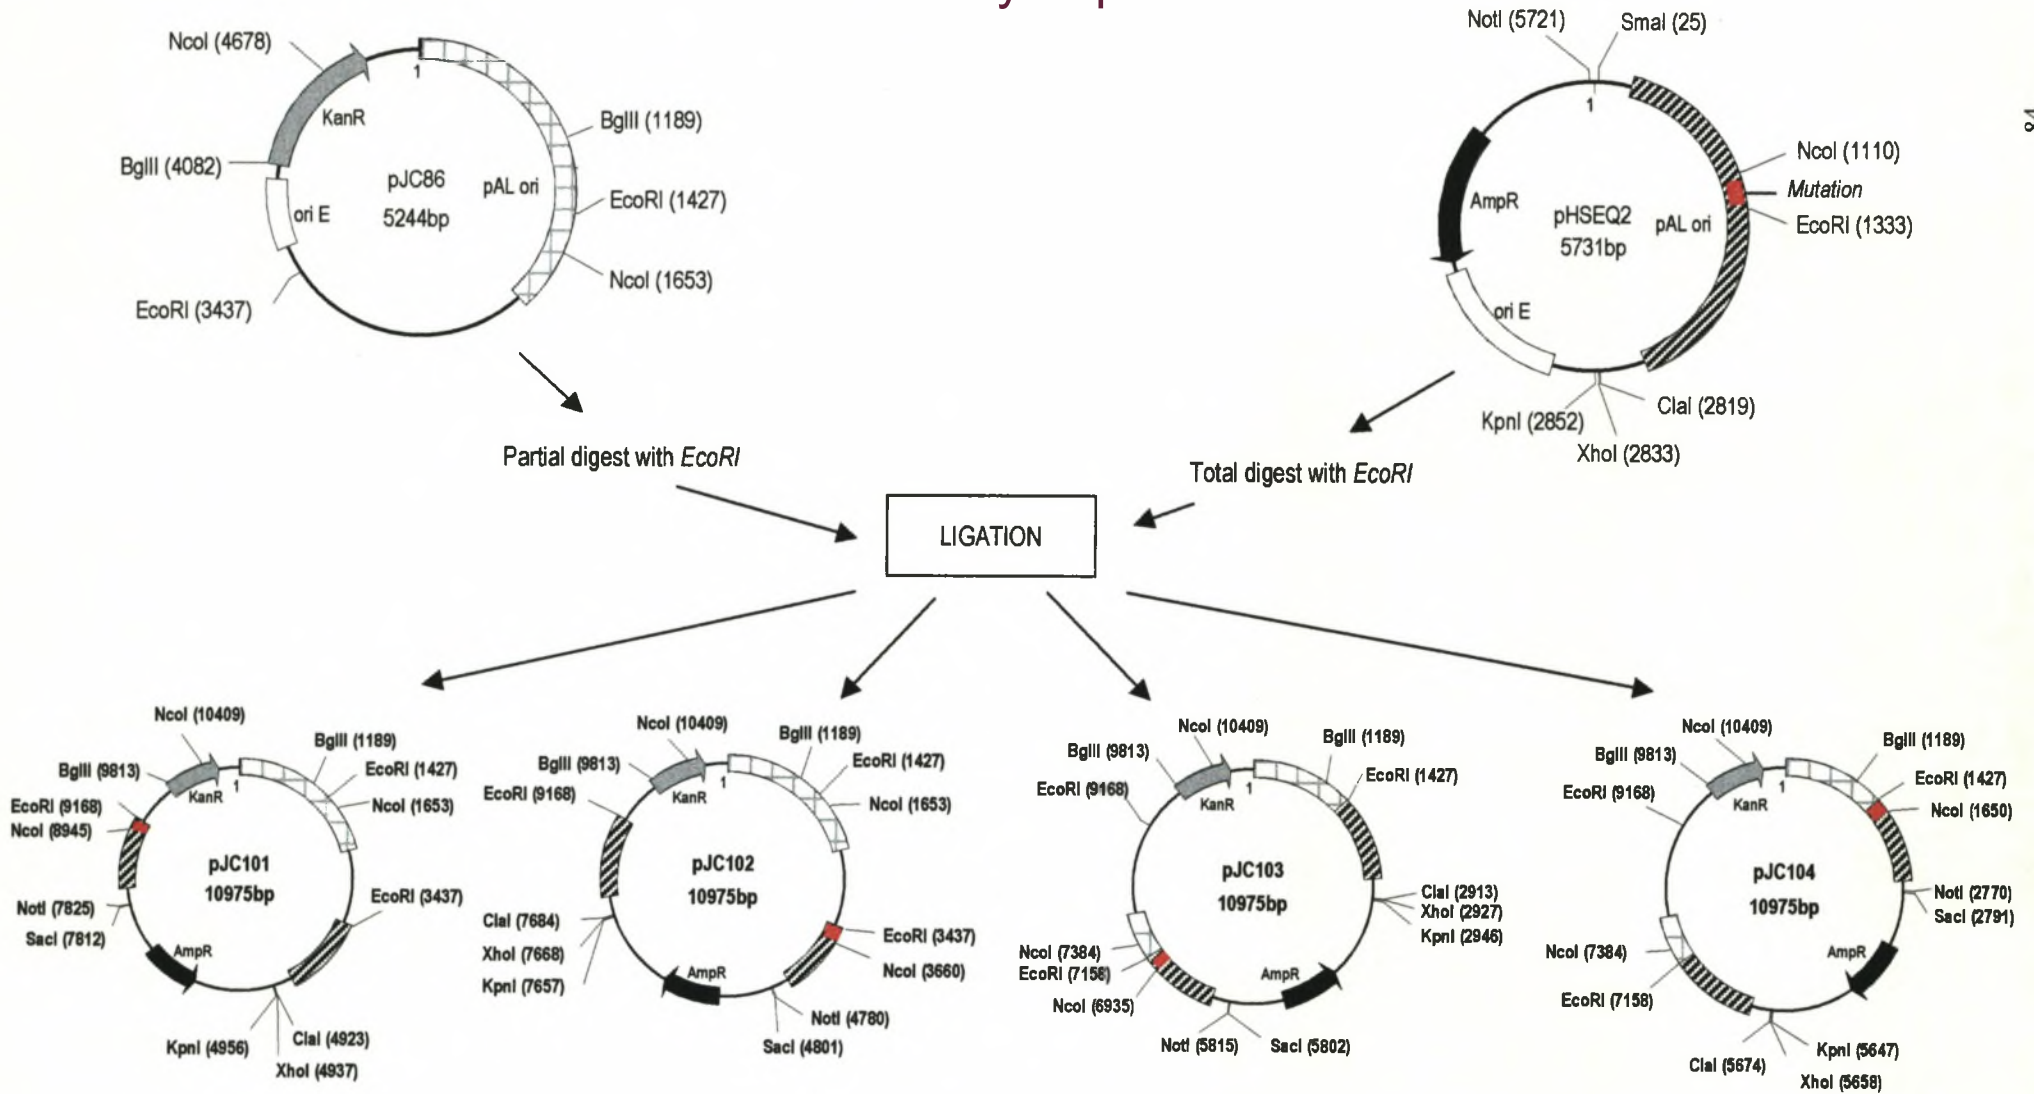 NcoI (4678)
1
KanR
BglII (1189)
BglII (4082)
pJC86
5244bp
pAL ori
EcoRI (1427)
ori E
NcoI (1653)
EcoRI (3437)
NotI (5721)
SmaI (25)
1
84
NcoI (1110)
Mutation
AmpR
pHSEQ2
5731bp
pAL ori
EcoRI (1333)
ori E
ClaI (2819)
KpnI (2852)
XhoI (2833)
Partial digest with EcoRI
Total digest with EcoRI
LIGATION
NcoI (10409)
BglII (1189)
BglII (9813)
EcoRI (1427)
KanR
1
EcoRI (9168)
NcoI (1653)
NcoI (8945)
pJC101
10975bp
EcoRI (3437)
NotI (7825)
SacI (7812)
AmpR
ClaI (4923)
KpnI (4956)
XhoI (4937)
NcoI (10409)
BglII (1189)
BglII (9813)
EcoRI (1427)
EcoRI (9168)
KanR
1
NcoI (1653)
pJC102
10975bp
ClaI (7684)
EcoRI (3437)
XhoI (7668)
NcoI (3660)
KpnI (7657)
AmpR
NotI (4780)
SacI (4801)
NcoI (10409)
BglII (1189)
BglII (9813)
EcoRI (1427)
EcoRI (9168)
KanR
1
pJC103
10975bp
ClaI (2913)
XhoI (2927)
KpnI (2946)
NcoI (7384)
EcoRI (7158)
AmpR
NcoI (6935)
NotI (5815)
SacI (5802)
NcoI (10409)
BglII (1189)
BglII (9813)
EcoRI (1427)
EcoRI (9168)
KanR
1
NcoI (1650)
pJC104
10975bp
NotI (2770)
SacI (2791)
NcoI (7384)
AmpR
EcoRI (7158)
KpnI (5647)
ClaI (5674)
XhoI (5658)